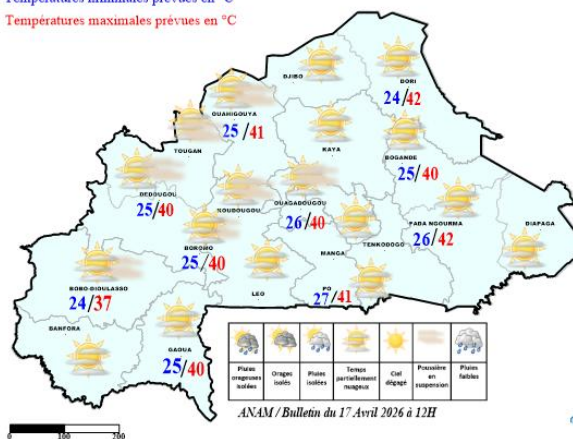 Températures minimales prévues en °C
Températures maximales prévues en °C
DJIBO
DORI
24/42
OUAHIGOUYA
25/41
TOUGAN
KAYA
BOGANDE
25/40
DEDOUGOU
25/40
KOUDOUGOU
OUAGADOUGOU
26/40
FADA NGOURMA
26/42
DIAPAGA
BOROMO
25/40
MANGA
TENKODOGO
BOBO-DIOULASSO
24/37
LEO
PO
27/41
BANFORA
GAOUA
25/40
Pluies orageuses isolées
Orages isolés
Pluies isolées
Temps partiellement nuageux
Ciel dégagé
Poussière en suspension
Pluies faibles
ANAM / Bulletin du 17 Avril 2026 à 12H
0 100 200